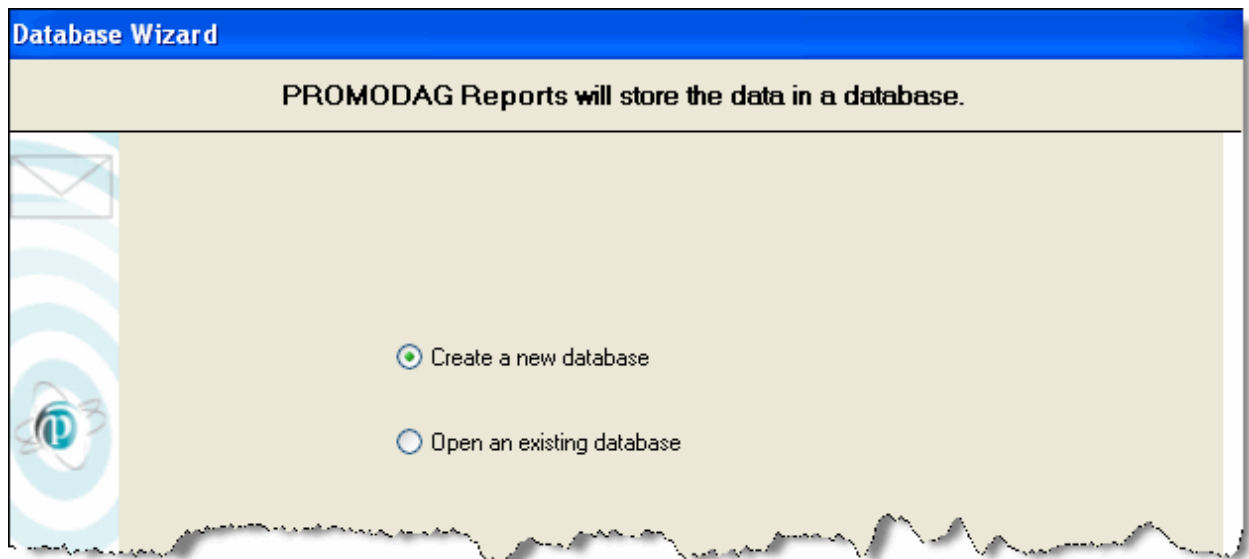 Database Wizard
PROMODAG Reports will store the data in a database.
Create a new database
Open an existing database